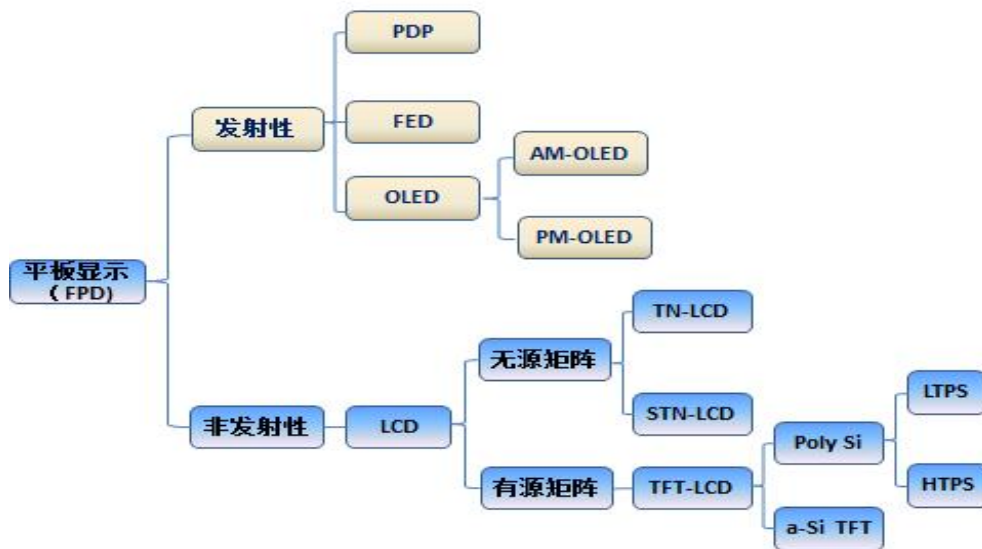 PDP
发射性
FED
AM-OLED
OLED
PM-OLED
平板显示
（ FPD)
TN-LCD
无源矩阵
LTPS
非发射性
LCD
STN-LCD
Poly Si
有源矩阵
TFT-LCD
HTPS
a-Si TFT